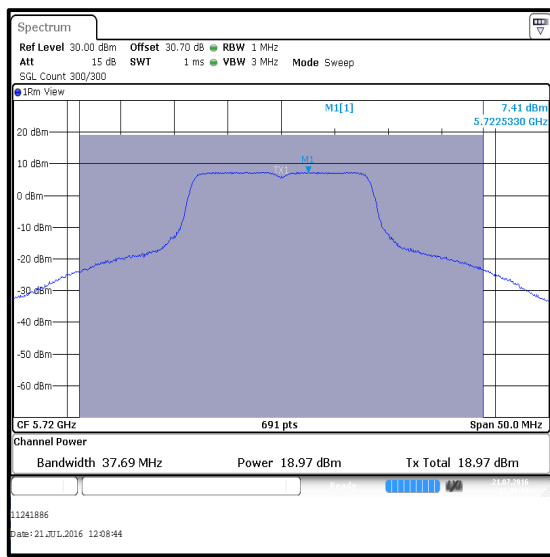 Spectrum
Ref Level 30.00 dBm Offset 30.70 dB RBW 1 MHz
Att 15 dB SWT 1 ms VBW 3 MHz Mode Sweep
SGL Count 300/300
1Rm View
M1[1] 7.41 dBm
5.7225330 GHz
20 dBm
M1
TX1
10 dBm
0 dBm
-10 dBm
-20 dBm
-30 dBm
-40 dBm
-50 dBm
-60 dBm
CF 5.72 GHz 691 pts Span 50.0 MHz
Channel Power
Bandwidth 37.69 MHz Power 18.97 dBm Tx Total 18.97 dBm
Ready 21.07.2016
11241886
Date: 21.JUL.2016 12:08:44